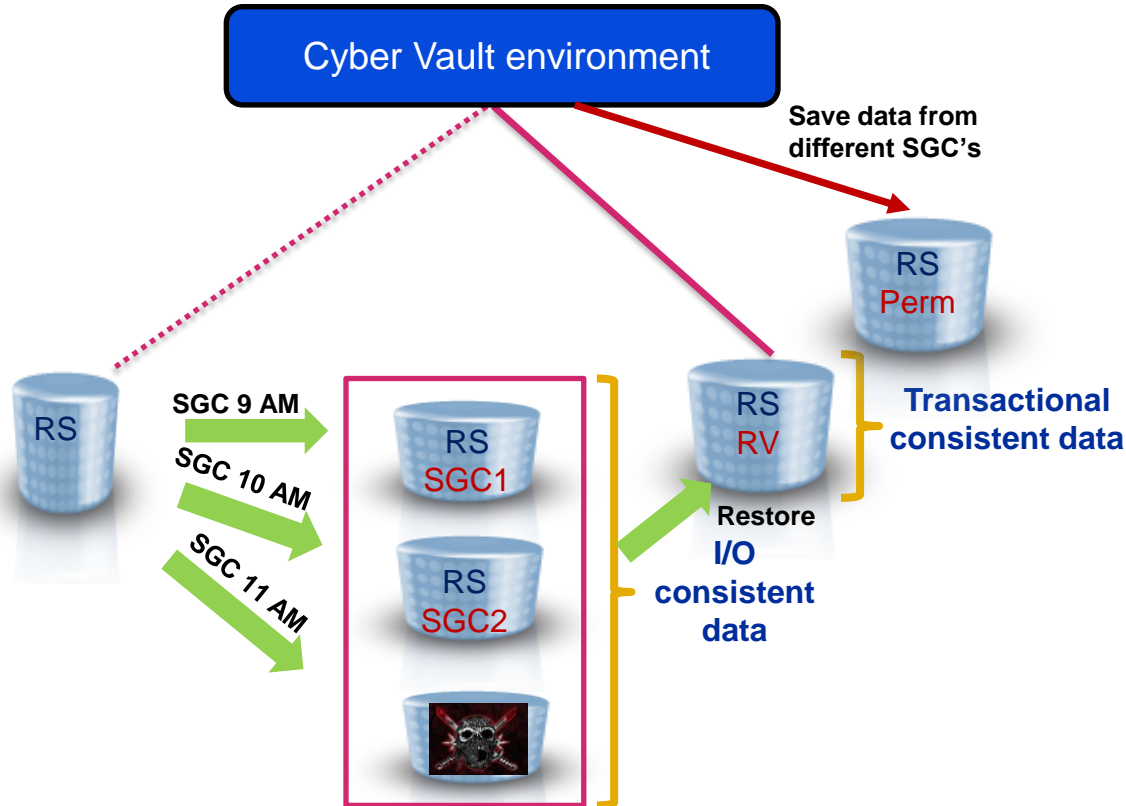 Cyber Vault environment
Save data from
different SGC's
RS
Perm
RS
SGC 9 AM
SGC 10 AM
SGC 11 AM
RS
SGC1
RS
SGC2
RS
RV
Transactional
consistent data
Restore
I/O
consistent
data